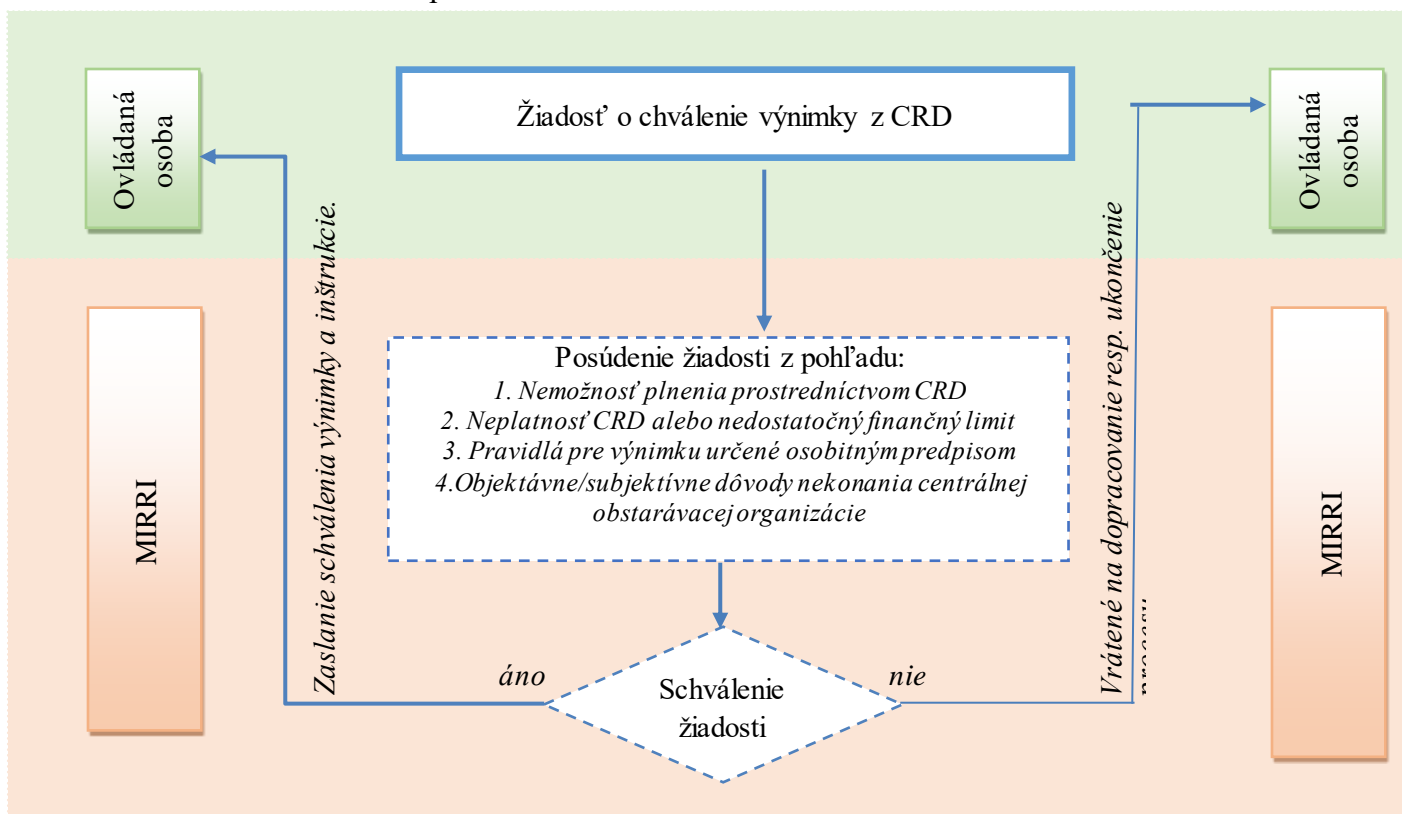 Žiadosť o chválenie výnimky z CRD
Ovládaná
osoba
Ovládaná
osoba
Zaslanie schválenia výnimky a inštrukcie.
Vrátené na dopracovanie resp. ukončenie
MIRRI
Posúdenie žiadosti z pohľadu:
1. Nemožnosť plnenia prostredníctvom CRD
2. Neplatnosť CRD alebo nedostatočný finančný limit
3. Pravidlá pre výnimku určené osobitným predpisom
4.Objektávne/subjektívne dôvody nekonania centrálnej
obstarávacej organizácie
MIRRI
áno
Schválenie
žiadosti
nie